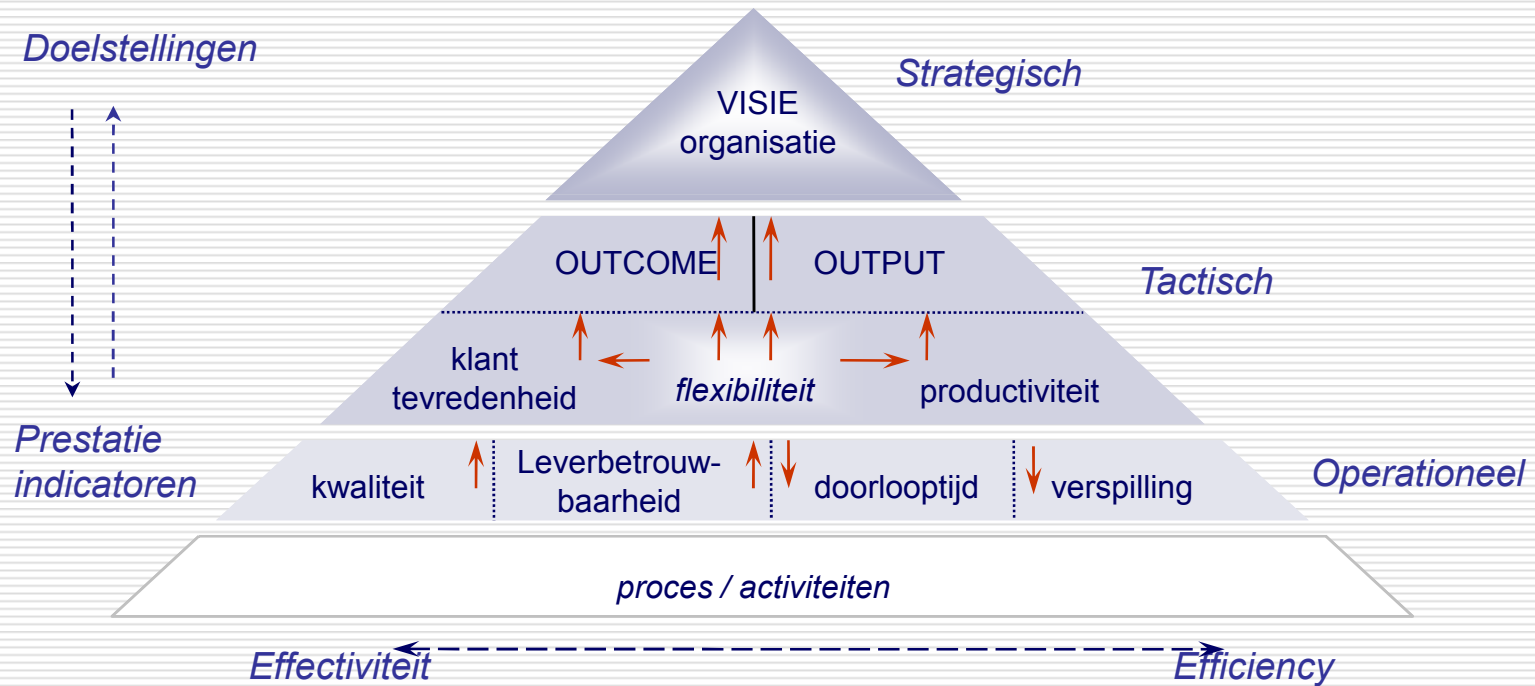 Doelstellingen
Strategisch
VISIE
organisatie
OUTCOME
OUTPUT
Tactisch
klant
tevredenheid
flexibiliteit
productiviteit
Prestatie
indicatoren
kwaliteit
Leverbetrouw-
baarheid
doorlooptijd
verspilling
Operationeel
proces / activiteiten
Effectiviteit
Efficiency